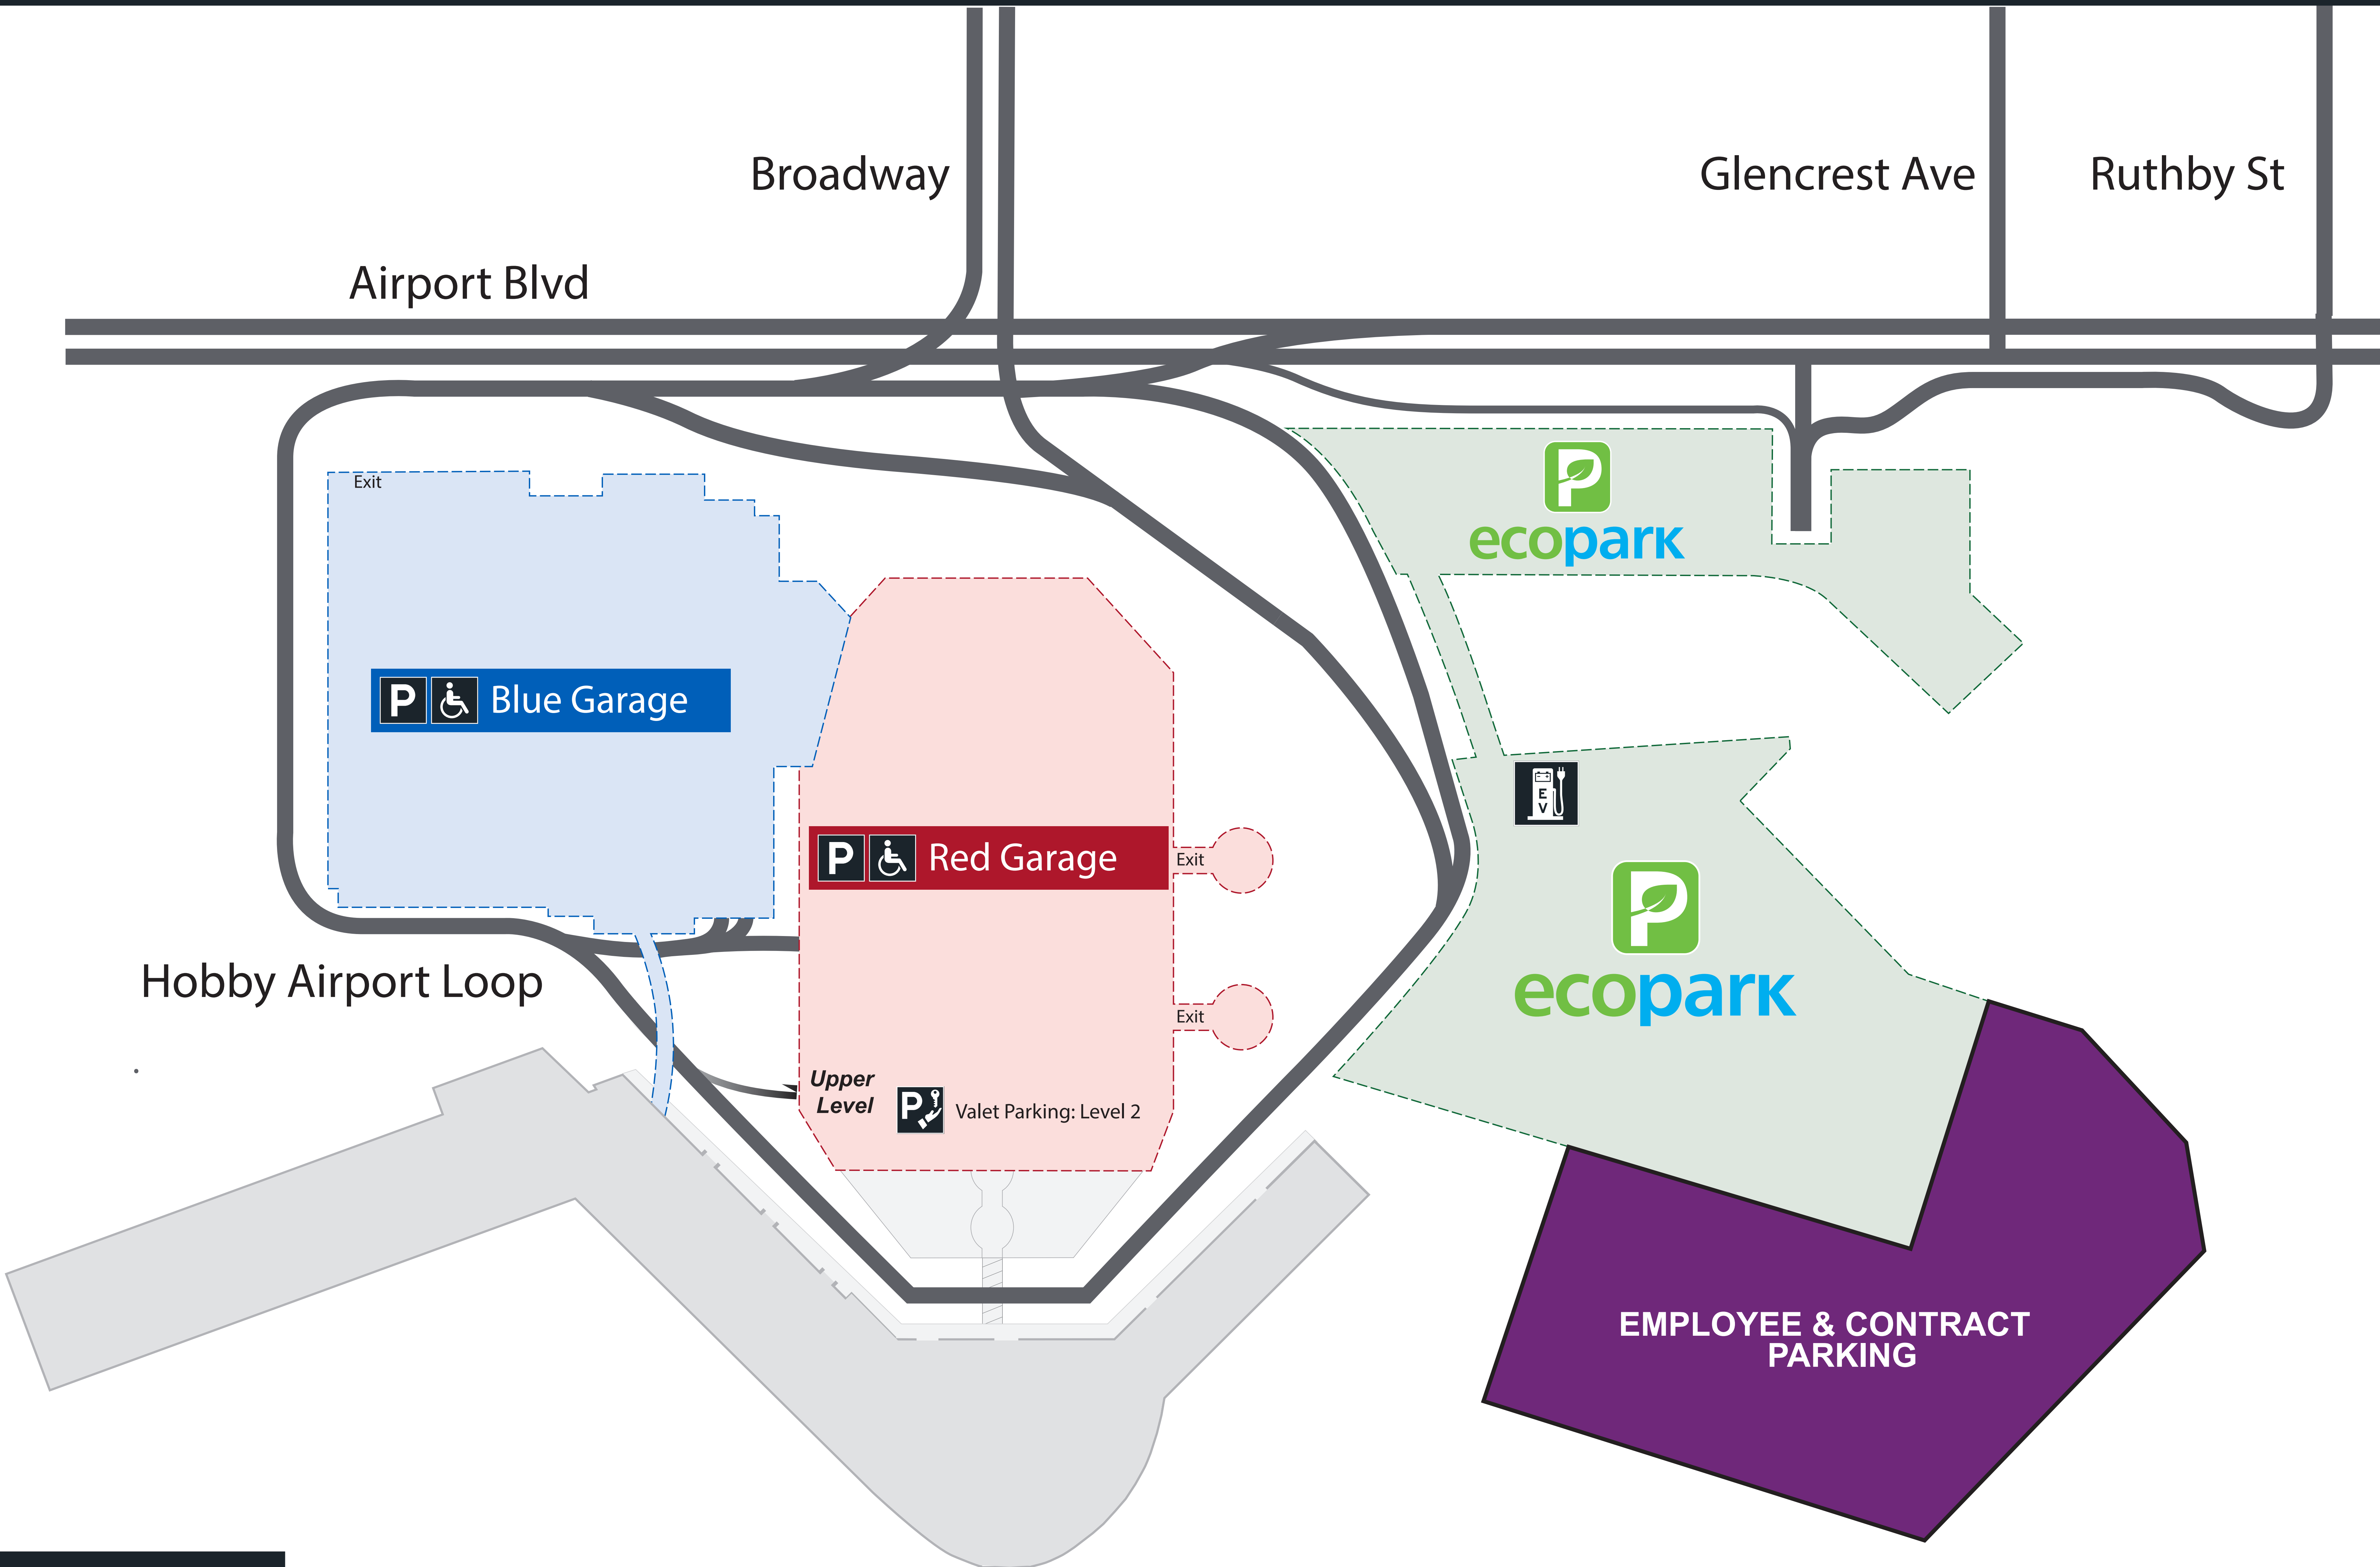 Broadway
Glencrest Ave
Ruthby St
Airport Blvd
Exit
P
ecopark
P Blue Garage
EV
P Red Garage
Exit
P
ecopark
Hobby Airport Loop
Exit
Upper
Level
P Valet Parking: Level 2
EMPLOYEE & CONTRACT
PARKING